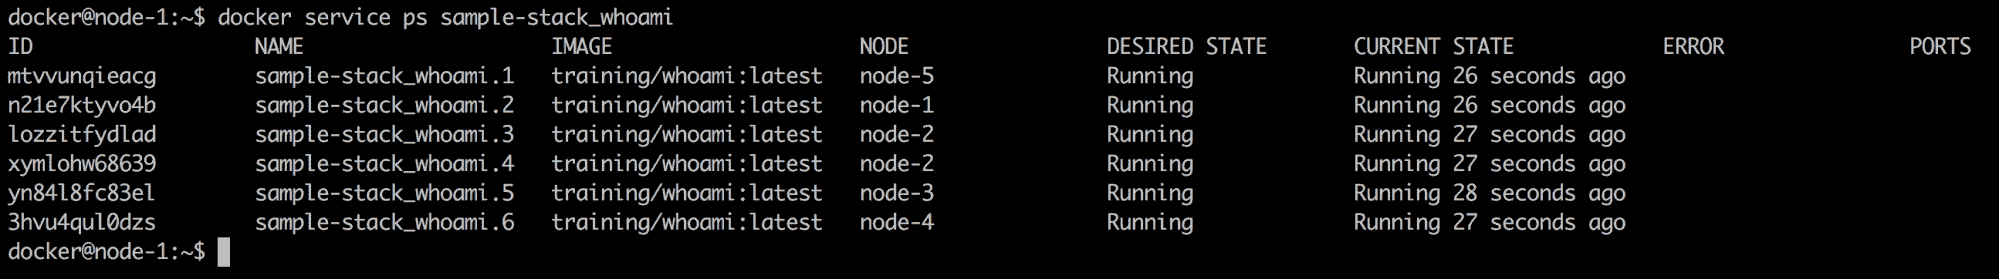 docker@node-1:~$ docker service ps sample-stack_whoami
ID NAME IMAGE NODE DESIRED STATE CURRENT STATE ERROR PORTS
mtvvunqieacg sample-stack_whoami.1 training/whoami:latest node-5 Running Running 26 seconds ago
n21e7ktyvo4b sample-stack_whoami.2 training/whoami:latest node-1 Running Running 26 seconds ago
lozzitfydlad sample-stack_whoami.3 training/whoami:latest node-2 Running Running 27 seconds ago
xymlohw68639 sample-stack_whoami.4 training/whoami:latest node-2 Running Running 27 seconds ago
yn84l8fc83el sample-stack_whoami.5 training/whoami:latest node-3 Running Running 28 seconds ago
3hvu4qul0dzs sample-stack_whoami.6 training/whoami:latest node-4 Running Running 27 seconds ago
docker@node-1:~$